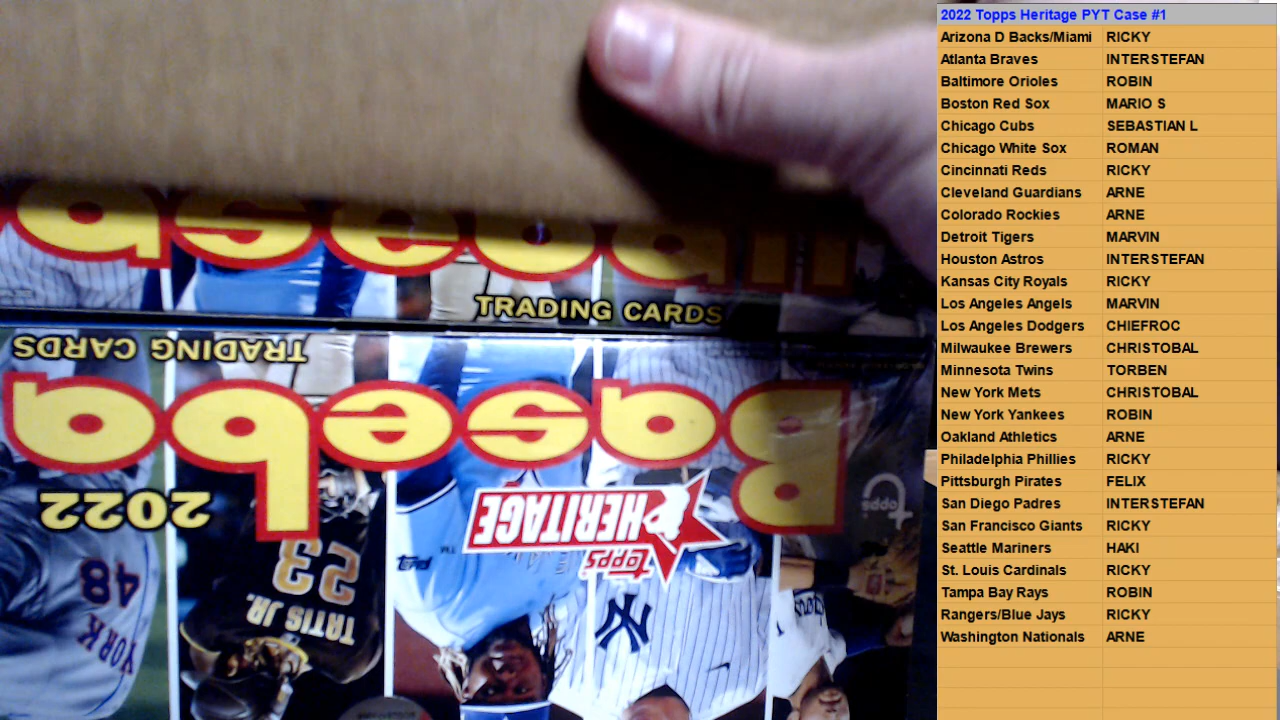 2022 Topps Heritage PYT Case #1
Arizona D Backs/Miami RICKY
Atlanta Braves INTERSTEFAN
Baltimore Orioles ROBIN
Boston Red Sox MARIO S
Chicago Cubs SEBASTIAN L
Chicago White Sox ROMAN
Cincinnati Reds RICKY
Cleveland Guardians ARNE
Colorado Rockies ARNE
Detroit Tigers MARVIN
Houston Astros INTERSTEFAN
Kansas City Royals RICKY
Los Angeles Angels MARVIN
Los Angeles Dodgers CHIEFROC
Milwaukee Brewers CHRISTOBAL
Minnesota Twins TORBEN
New York Mets CHRISTOBAL
New York Yankees ROBIN
Oakland Athletics ARNE
Philadelphia Phillies RICKY
Pittsburgh Pirates FELIX
San Diego Padres INTERSTEFAN
San Francisco Giants RICKY
Seattle Mariners HAKI
St. Louis Cardinals RICKY
Tampa Bay Rays ROBIN
Rangers/Blue Jays RICKY
Washington Nationals ARNE
Baseball
TRADING CARDS
TRADING CARDS
Baseba
2022
topps
HERITAGE
topps
Topps
TATIS JR.
23
YORK
48
NY